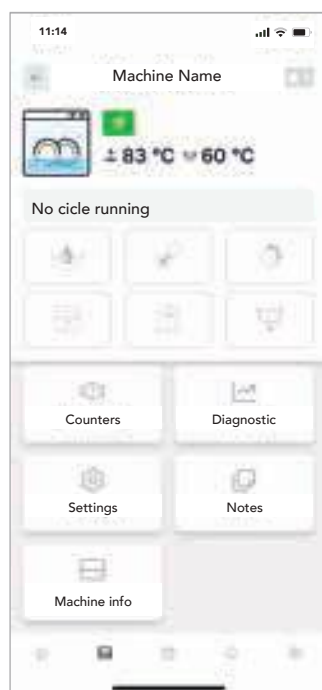 11:14
Machine Name
83 °C 60 °C
No cicle running
Counters Diagnostic
Settings Notes
Machine info